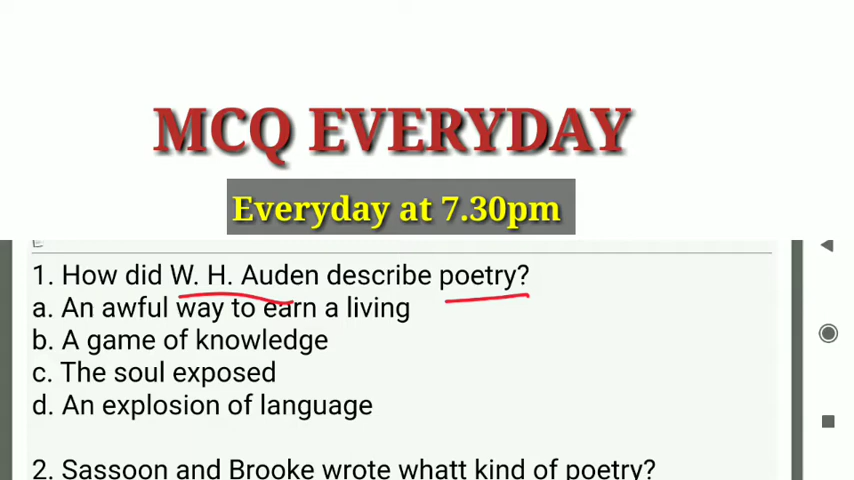 MCQ EVERYDAY
Everyday at 7.30pm
1. How did W. H. Auden describe poetry?
a. An awful way to earn a living
b. A game of knowledge
c. The soul exposed
d. An explosion of language
2. Sassoon and Brooke wrote whatt kind of poetry?